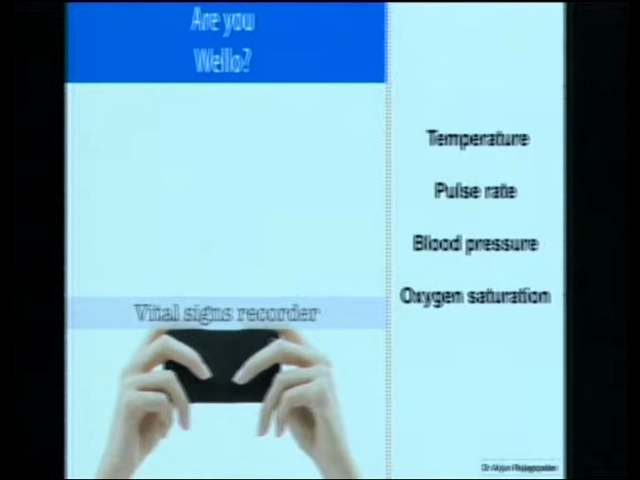 Are you
Wello?
Temperature
Pulse rate
Blood pressure
Oxygen saturation
Vital signs recorder